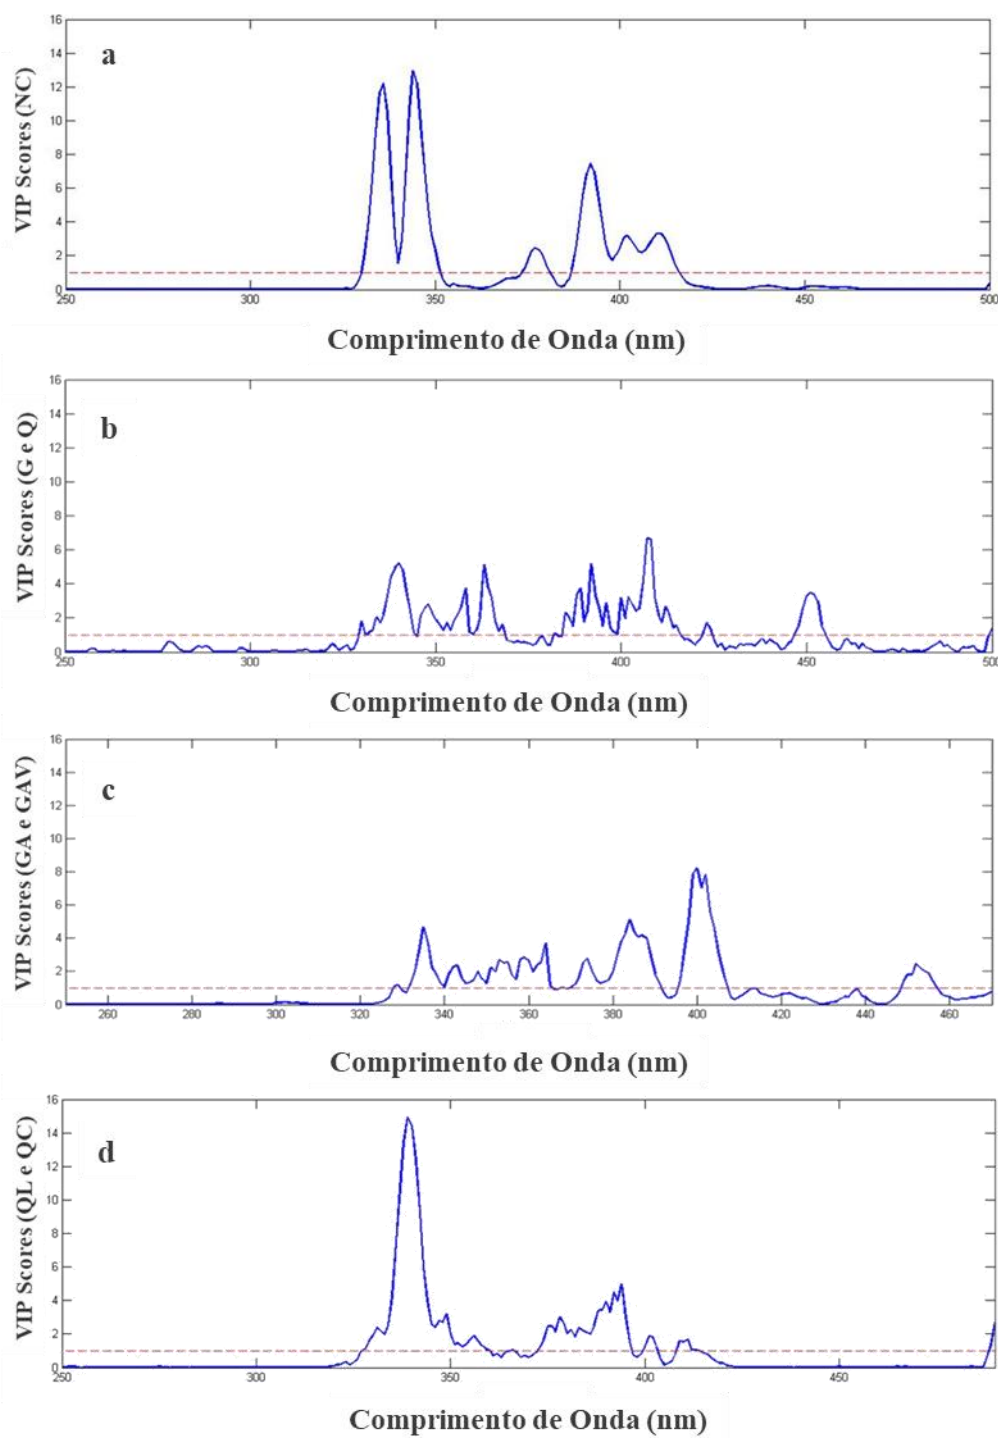 a
VIP Scores (NC)
16
14
12
10
8
6
4
2
0
250 300 350 400 450 500
Comprimento de Onda (nm)
b
VIP Scores (G e Q)
16
14
12
10
8
6
4
2
0
250 300 350 400 450 500
Comprimento de Onda (nm)
c
VIP Scores (GA e GAV)
16
14
12
10
8
6
4
2
0
260 280 300 320 340 360 380 400 420 440 460
Comprimento de Onda (nm)
d
VIP Scores (QL e QC)
16
14
12
10
8
6
4
2
0
250 300 350 400 450
Comprimento de Onda (nm)